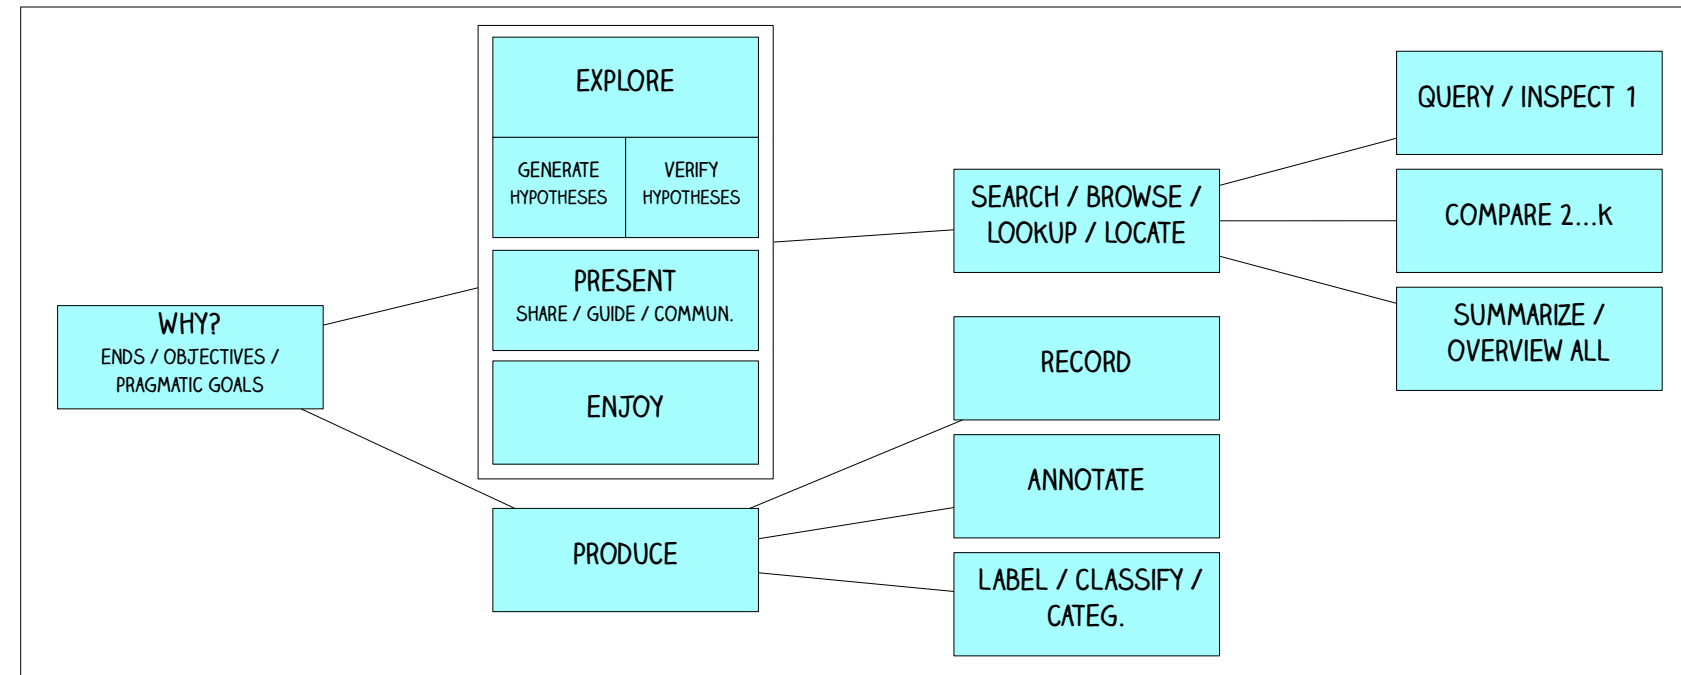 WHY?
ENDS / OBJECTIVES /
PRAGMATIC GOALS
EXPLORE
GENERATE
HYPOTHESES
VERIFY
HYPOTHESES
PRESENT
SHARE / GUIDE / COMMUN.
ENJOY
PRODUCE
SEARCH / BROWSE /
LOOKUP / LOCATE
RECORD
ANNOTATE
LABEL / CLASSIFY /
CATEG.
QUERY / INSPECT 1
COMPARE 2...K
SUMMARIZE /
OVERVIEW ALL